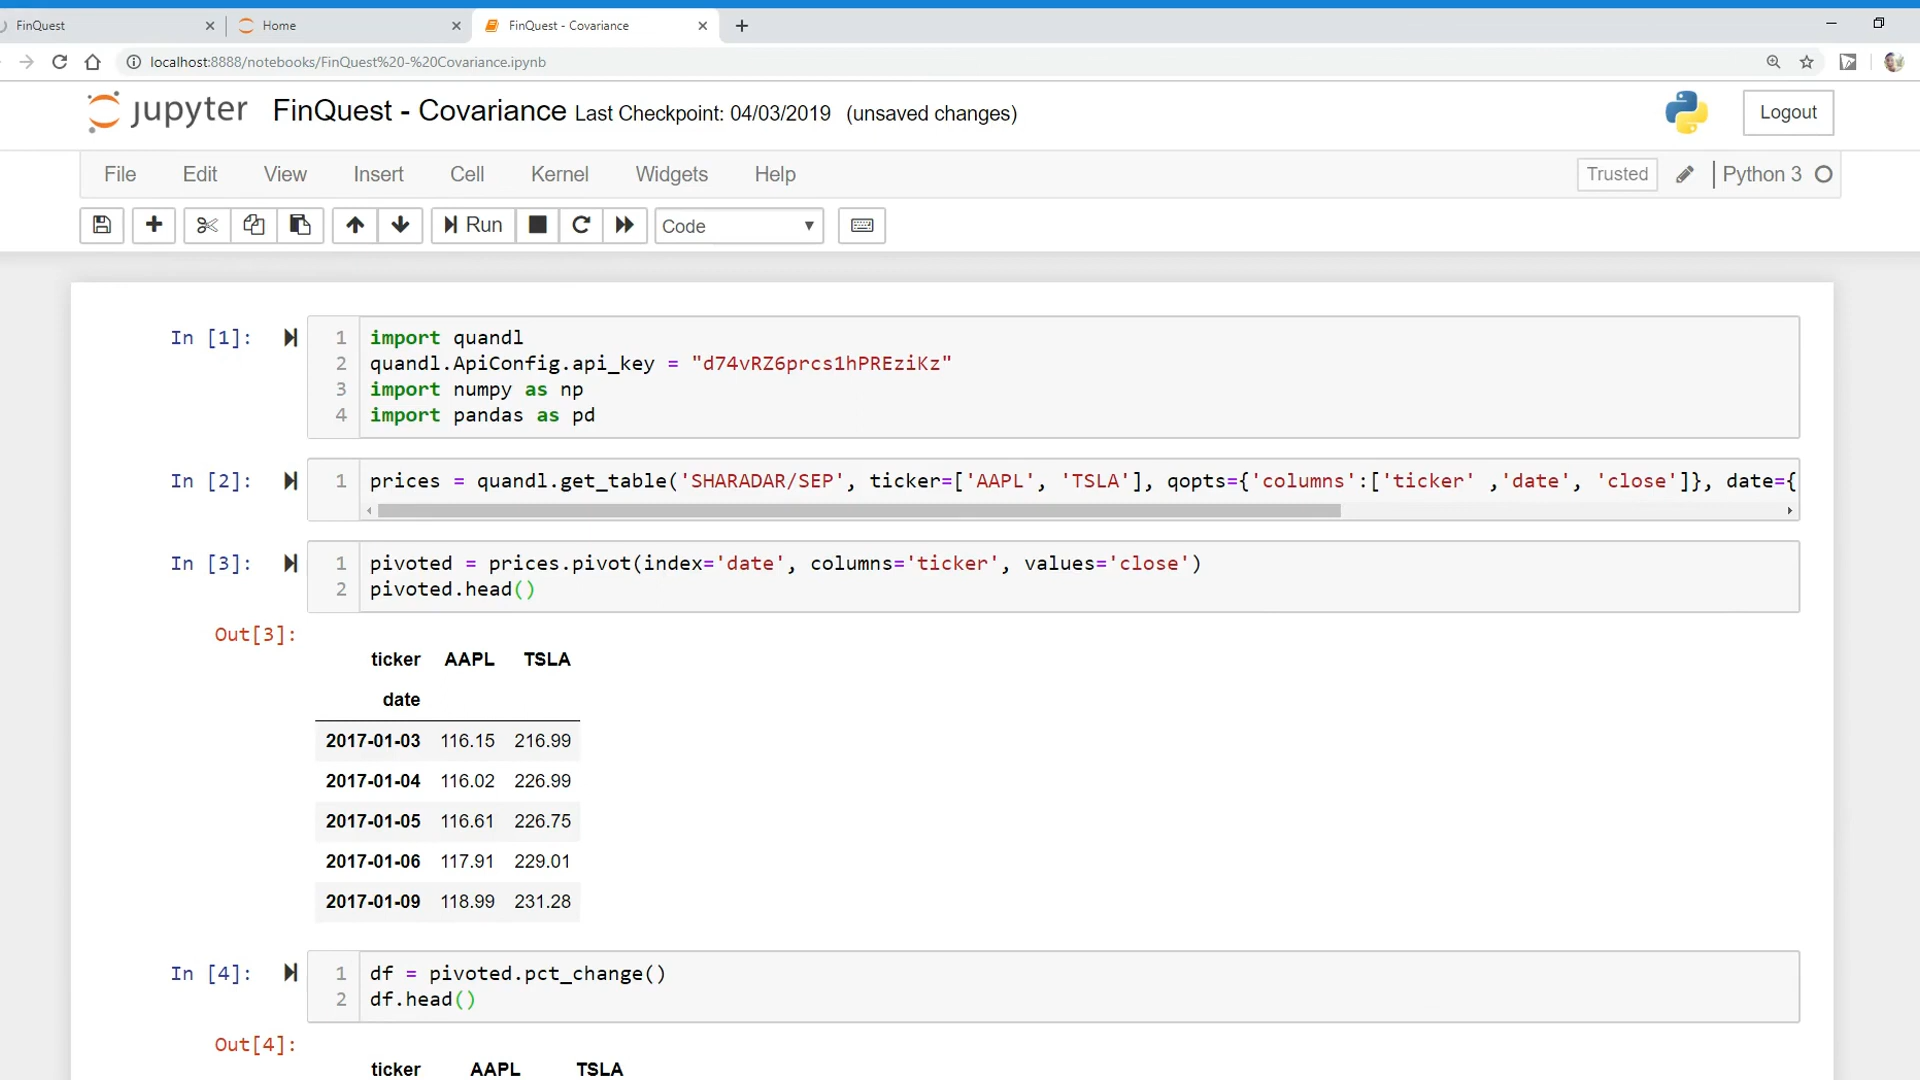 FinQuest
Home
FinQuest - Covariance
localhost:8888/notebooks/FinQuest%20-%20Covariance.ipynb
jupyter FinQuest - Covariance Last Checkpoint: 04/03/2019 (unsaved changes)
Logout
File Edit View Insert Cell Kernel Widgets Help
Trusted
Python 3
Run
Code
In [1]:
1 import quandl
2 quandl.ApiConfig.api_key = "d74vRZ6prcs1hPREziKz"
3 import numpy as np
4 import pandas as pd
In [2]:
1 prices = quandl.get_table('SHARADAR/SEP', ticker=['AAPL', 'TSLA'], qopts={'columns':['ticker' ,'date', 'close']}, date={
In [3]:
1 pivoted = prices.pivot(index='date', columns='ticker', values='close')
2 pivoted.head()
Out[3]:
ticker AAPL TSLA
date
2017-01-03 116.15 216.99
2017-01-04 116.02 226.99
2017-01-05 116.61 226.75
2017-01-06 117.91 229.01
2017-01-09 118.99 231.28
In [4]:
1 df = pivoted.pct_change()
2 df.head()
Out[4]:
ticker AAPL TSLA